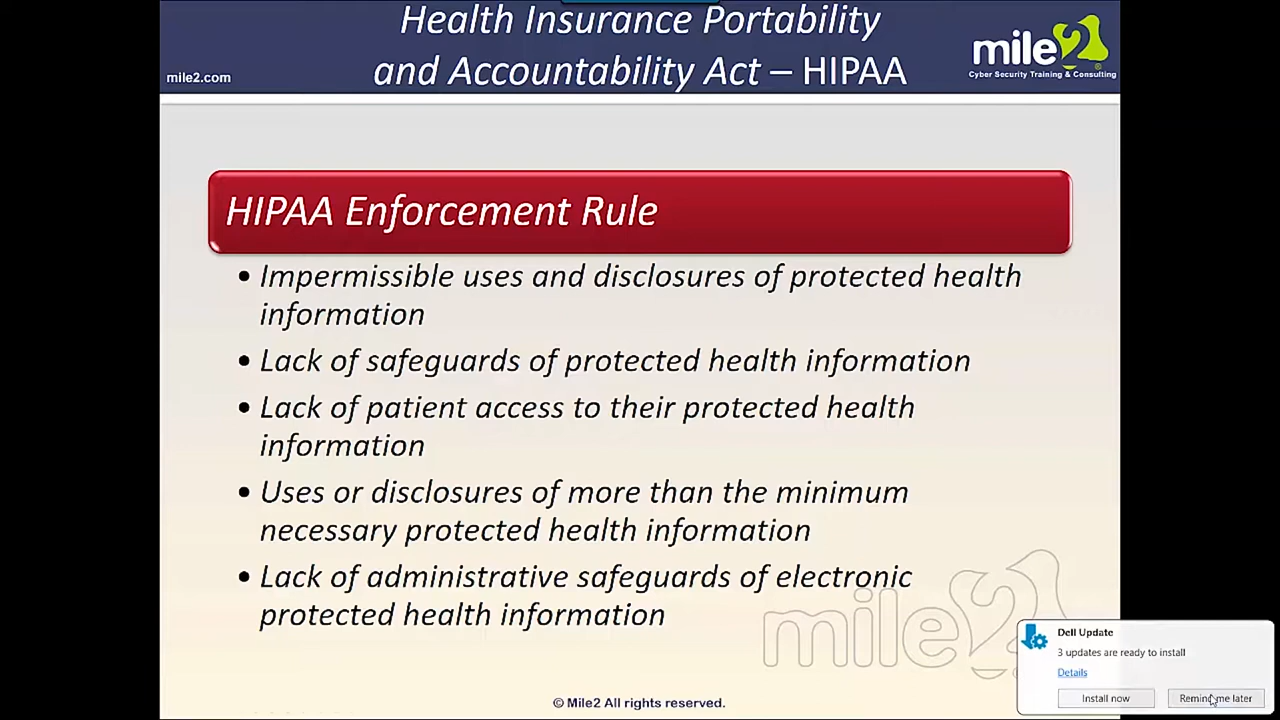 Health Insurance Portability
and Accountability Act – HIPAA
mile2.com
mile2
Cyber Security Training & Consulting
HIPAA Enforcement Rule
• Impermissible uses and disclosures of protected health
information
• Lack of safeguards of protected health information
• Lack of patient access to their protected health
information
• Uses or disclosures of more than the minimum
necessary protected health information
• Lack of administrative safeguards of electronic
protected health information
mile2
© Mile2 All rights reserved.
Dell Update
3 updates are ready to install
Details
Install now
Remind me later